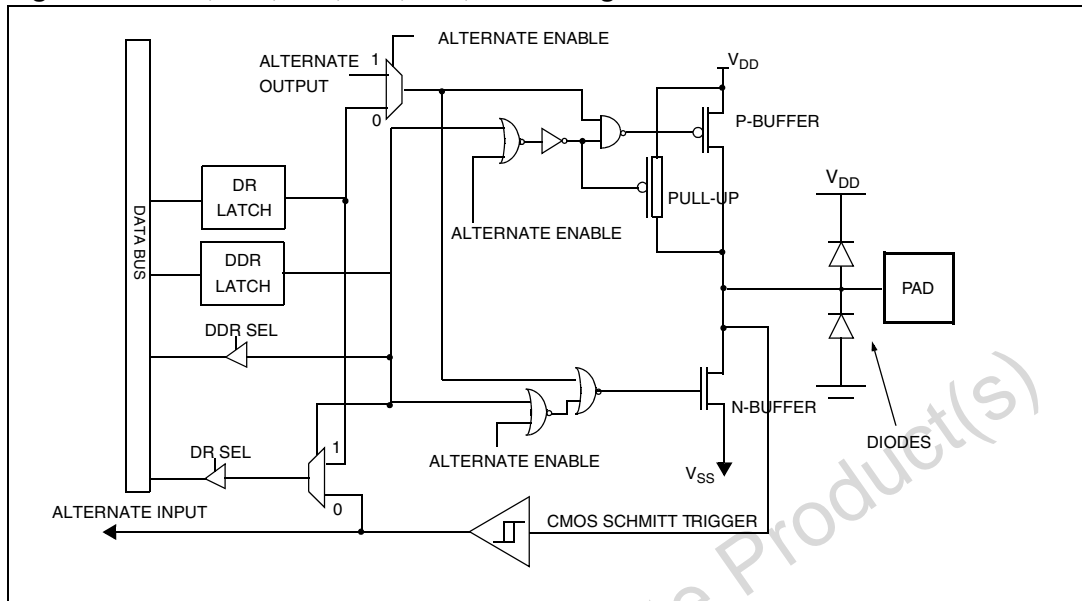 ALTERNATE ENABLE
ALTERNATE
OUTPUT
1
0
VDD
P-BUFFER
PULL-UP
VDD
ALTERNATE ENABLE
DATA BUS
DR
LATCH
DDR
LATCH
PAD
DDR SEL
DR SEL
1
0
ALTERNATE ENABLE
N-BUFFER
DIODES
VSS
ALTERNATE INPUT
CMOS SCHMITT TRIGGER
Product(s)